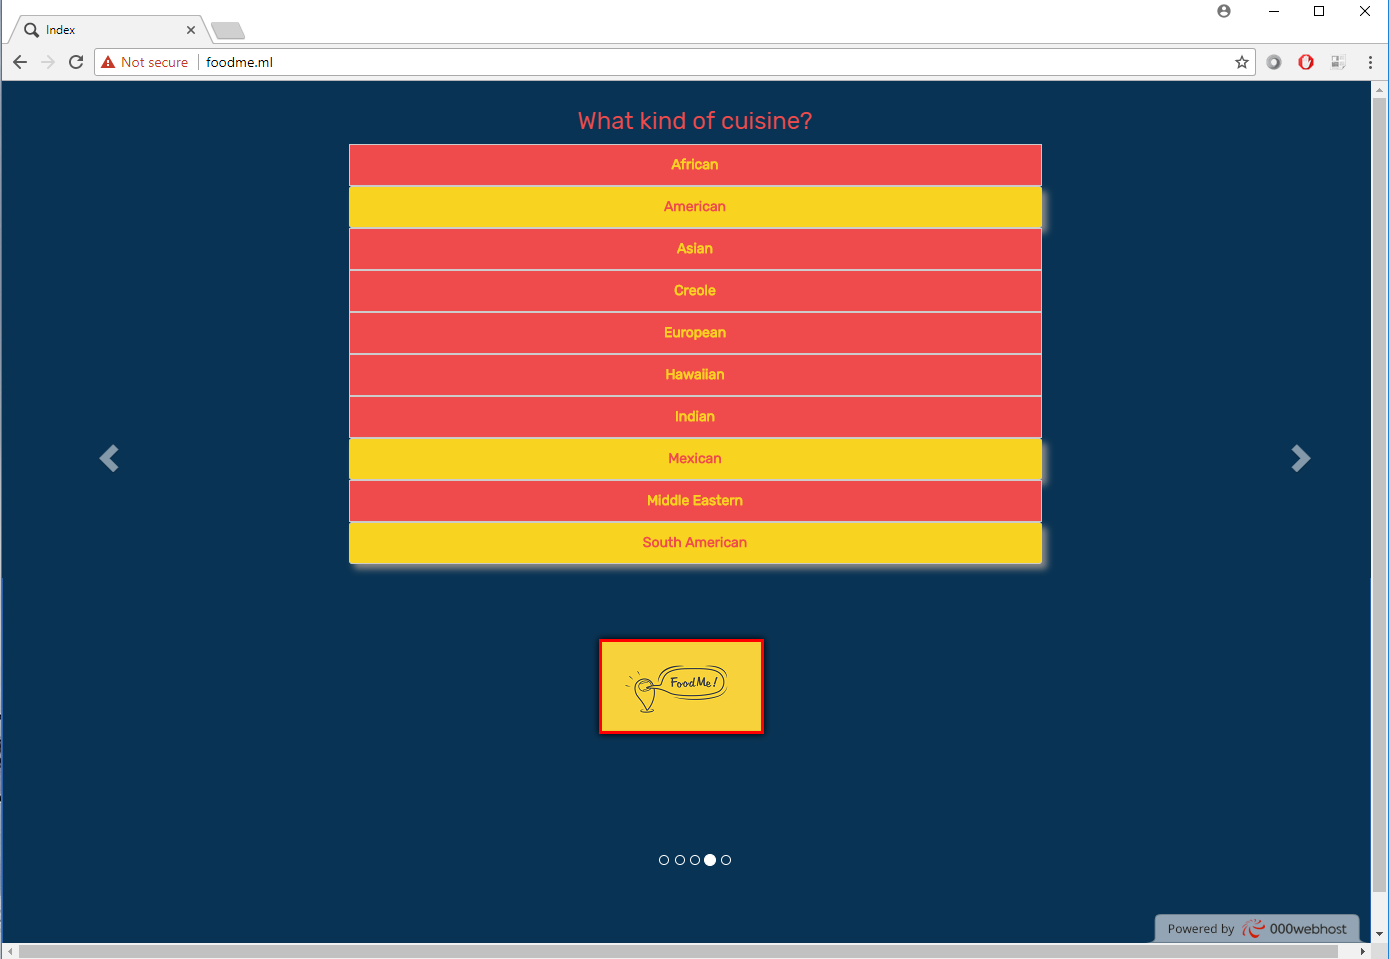 Index
Not secure foodme.ml
What kind of cuisine?
African
American
Asian
Creole
European
Hawaiian
Indian
Mexican
Middle Eastern
South American
FoodMe!
Powered by 000webhost